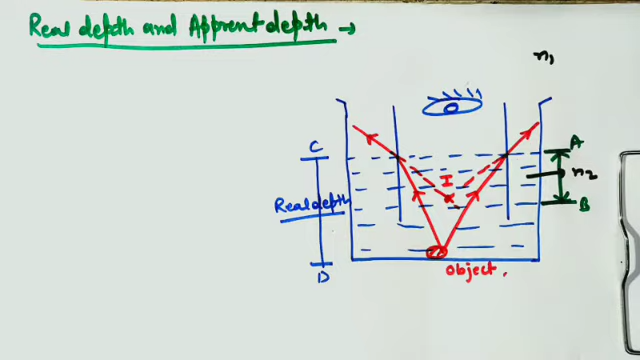 Real depth and Apprent depth →
n₁
C
A
I
n₂
Real depth
B
D
object.